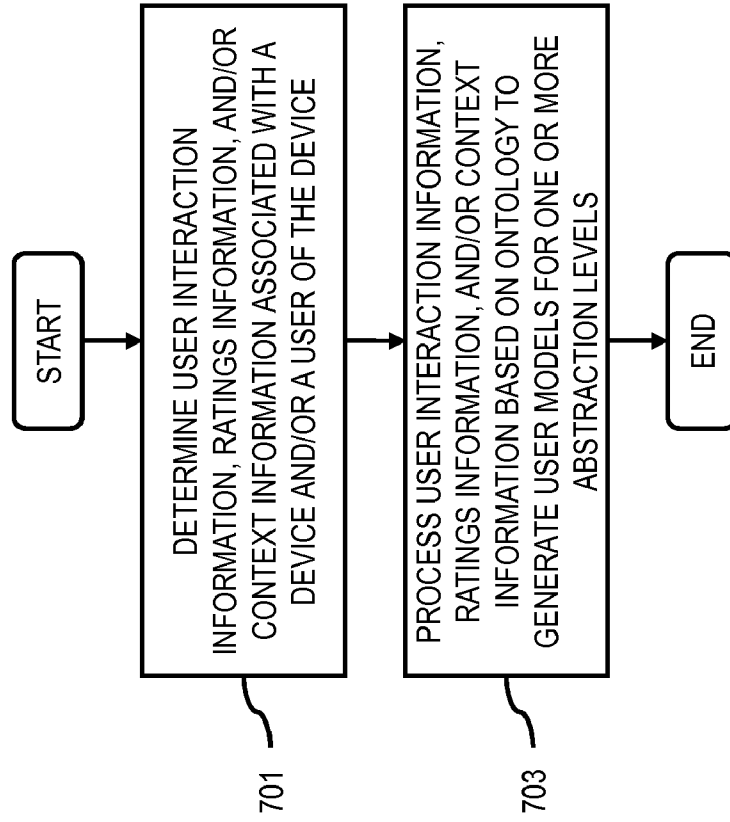 START
DETERMINE USER INTERACTION
INFORMATION, RATINGS INFORMATION, AND/OR
CONTEXT INFORMATION ASSOCIATED WITH A
DEVICE AND/OR A USER OF THE DEVICE
701
PROCESS USER INTERACTION INFORMATION,
RATINGS INFORMATION, AND/OR CONTEXT
INFORMATION BASED ON ONTOLOGY TO
GENERATE USER MODELS FOR ONE OR MORE
ABSTRACTION LEVELS
703
END